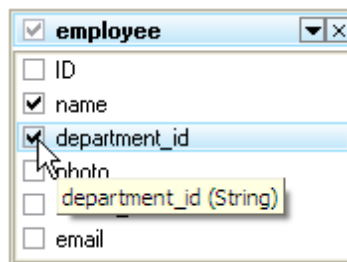 employee
ID
name
department_id
photo
department_id (String)
email